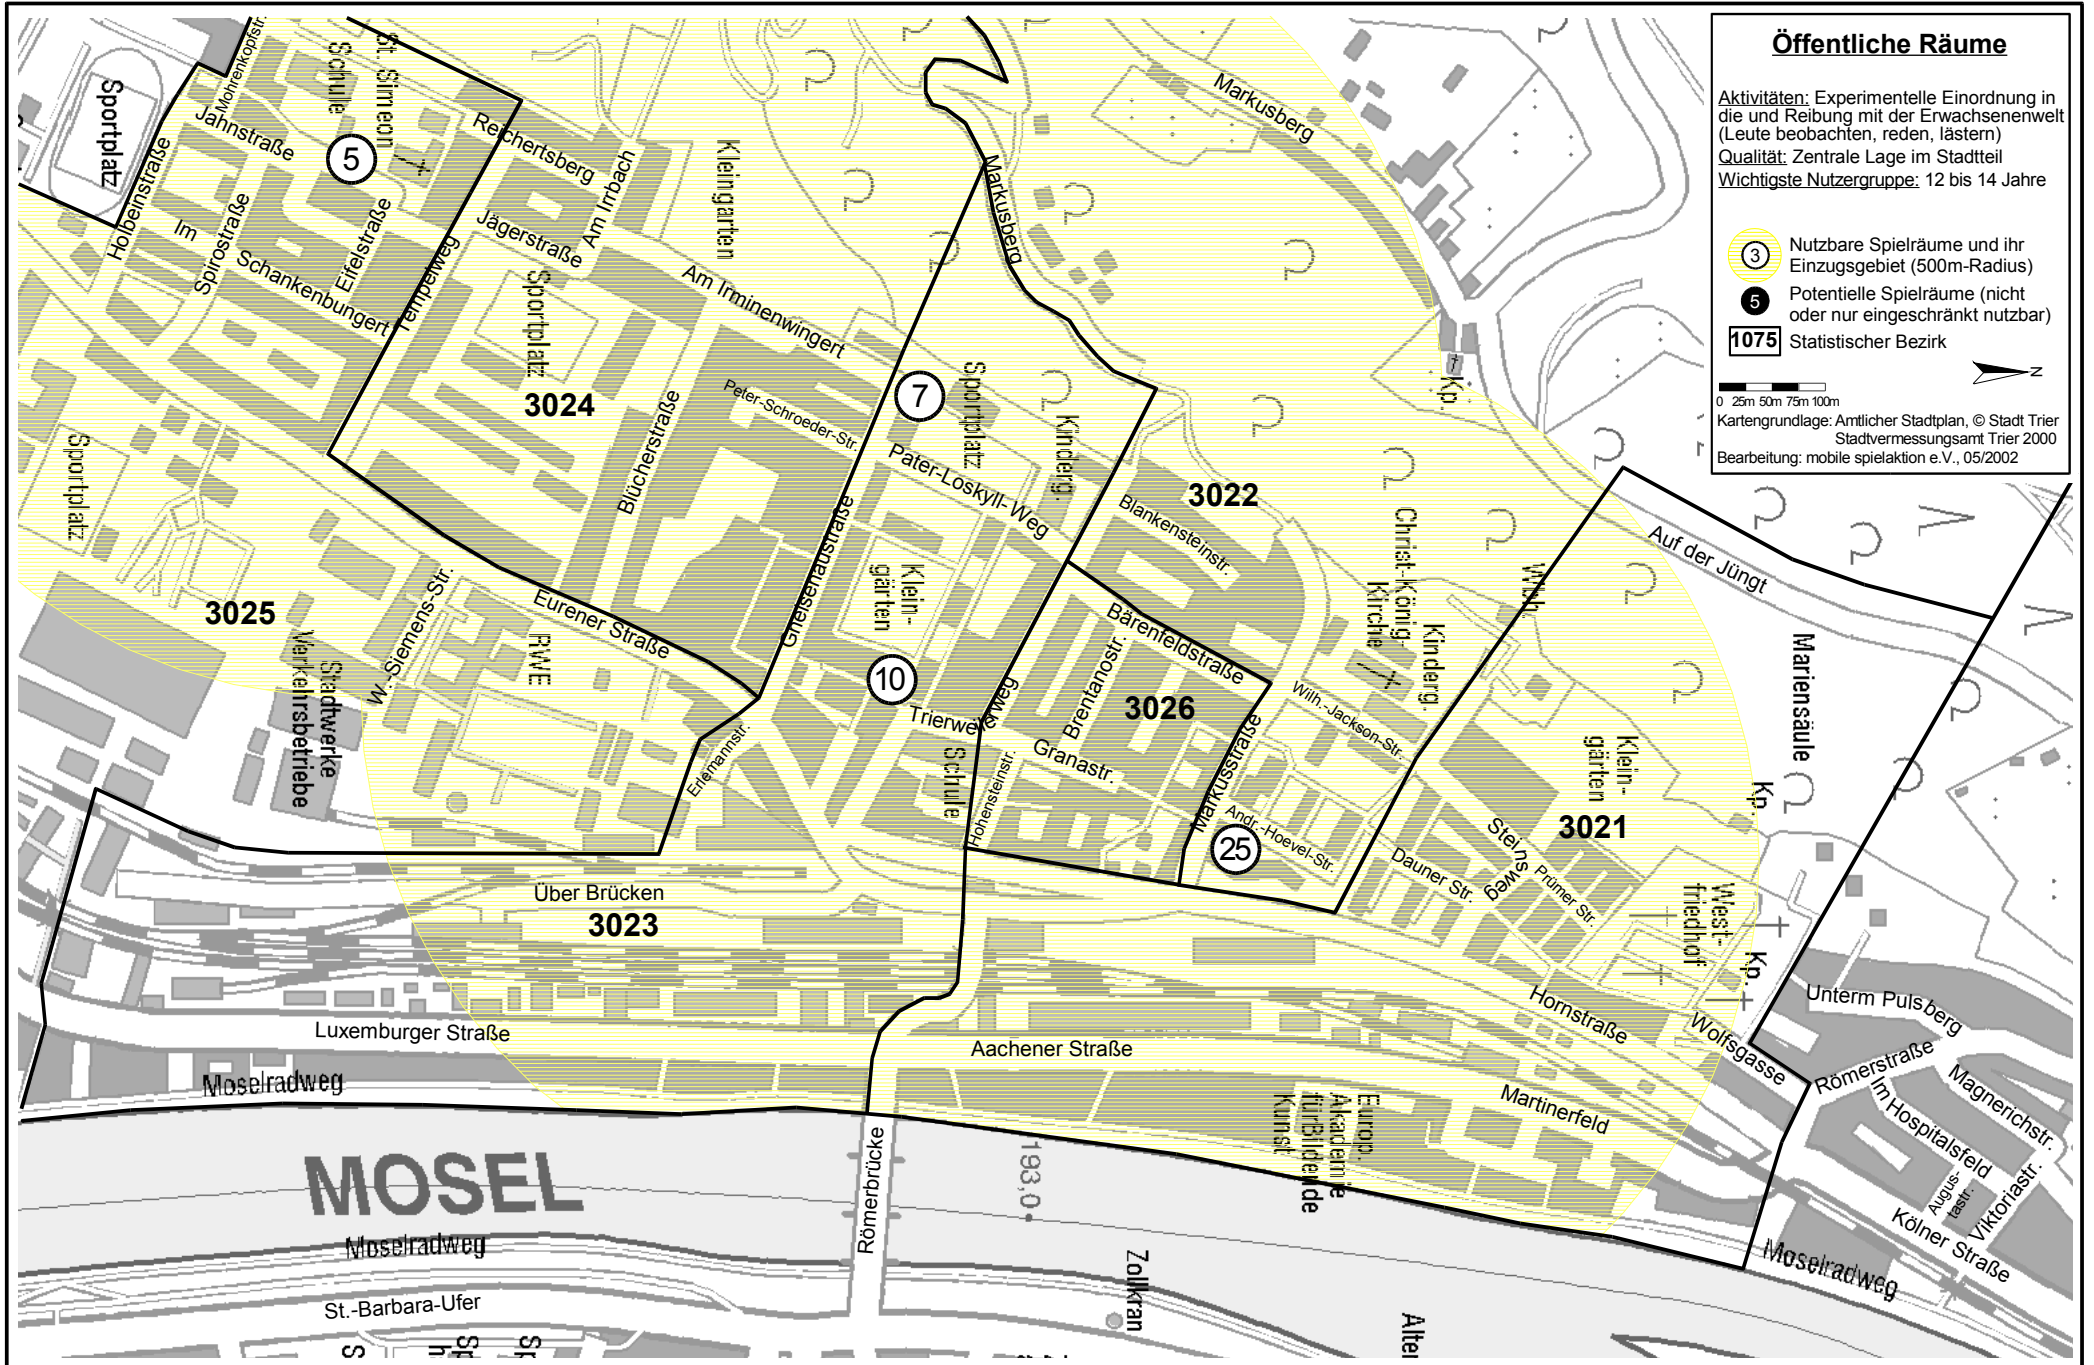 Öffentliche Räume
Aktivitäten: Experimentelle Einordnung in
die und Reibung mit der Erwachsenenwelt
(Leute beobachten, reden, lästern)
Qualität: Zentrale Lage im Stadtteil
Wichtigste Nutzergruppe: 12 bis 14 Jahre
3
Nutzbare Spielräume und ihr
Einzugsgebiet (500m-Radius)
5
Potentielle Spielräume (nicht
oder nur eingeschränkt nutzbar)
1075 Statistischer Bezirk
N
0 25m 50m 75m 100m
Kartengrundlage: Amtlicher Stadtplan, © Stadt Trier
Stadtvermessungsamt Trier 2000
Bearbeitung: mobile spielaktion e.V., 05/2002
Mohrenkopfstr.
Schule
St. Simeon
Sportplatz
Jahnstraße
5
Reichertsberg
Holbeinstraße
Im
Schankenbungert
Spirostraße
Eifelstraße
Tempelweg
Jägerstraße
Am Irrbach
Kleingarten
Sportplatz
Am Irminenwingert
Markusberg
Markusberg
3024
Peter-Schroeder-Str.
Blücherstraße
7
Sportplatz
Kinderg.
Pater-Loskyll-Weg
3022
Blankensteinstr.
Christ-König-
Kirche
Kinderg.
Kp.
Auf der Jüngt
Mariensäule
Sportplatz
3025
Stadtwerke
Verkehrsbetriebe
W.-Siemens-Str.
RWE
Eurener Straße
Gneisenaustraße
Klein-
gärten
10
Trierweilerweg
Schule
Hohensteinstr.
Erlemannstr.
Bärenfeldstraße
Brentanostr.
3026
Granastr.
Markusstraße
Wilh.-Jackson-Str.
Andr.-Hoevel-Str.
25
Klein-
gärten
3021
Steinsweg
Dauner Str.
Prümer Str.
Kp.
West-
friedhof
Kp.
Über Brücken
3023
Luxemburger Straße
Moselradweg
Aachener Straße
Hornstraße
Wolfsgasse
Martinerfeld
Europ.
Akademie
für Bildende
Kunst
Unterm Pulsberg
Römerstraße
Magnerichstr.
Im Hospitalsfeld
Augus-
tastr.
Viktoriastr.
Kölner Straße
Moselradweg
MOSEL
Römerbrücke
193,0
Moselradweg
St.-Barbara-Ufer
Zollkran
Alter